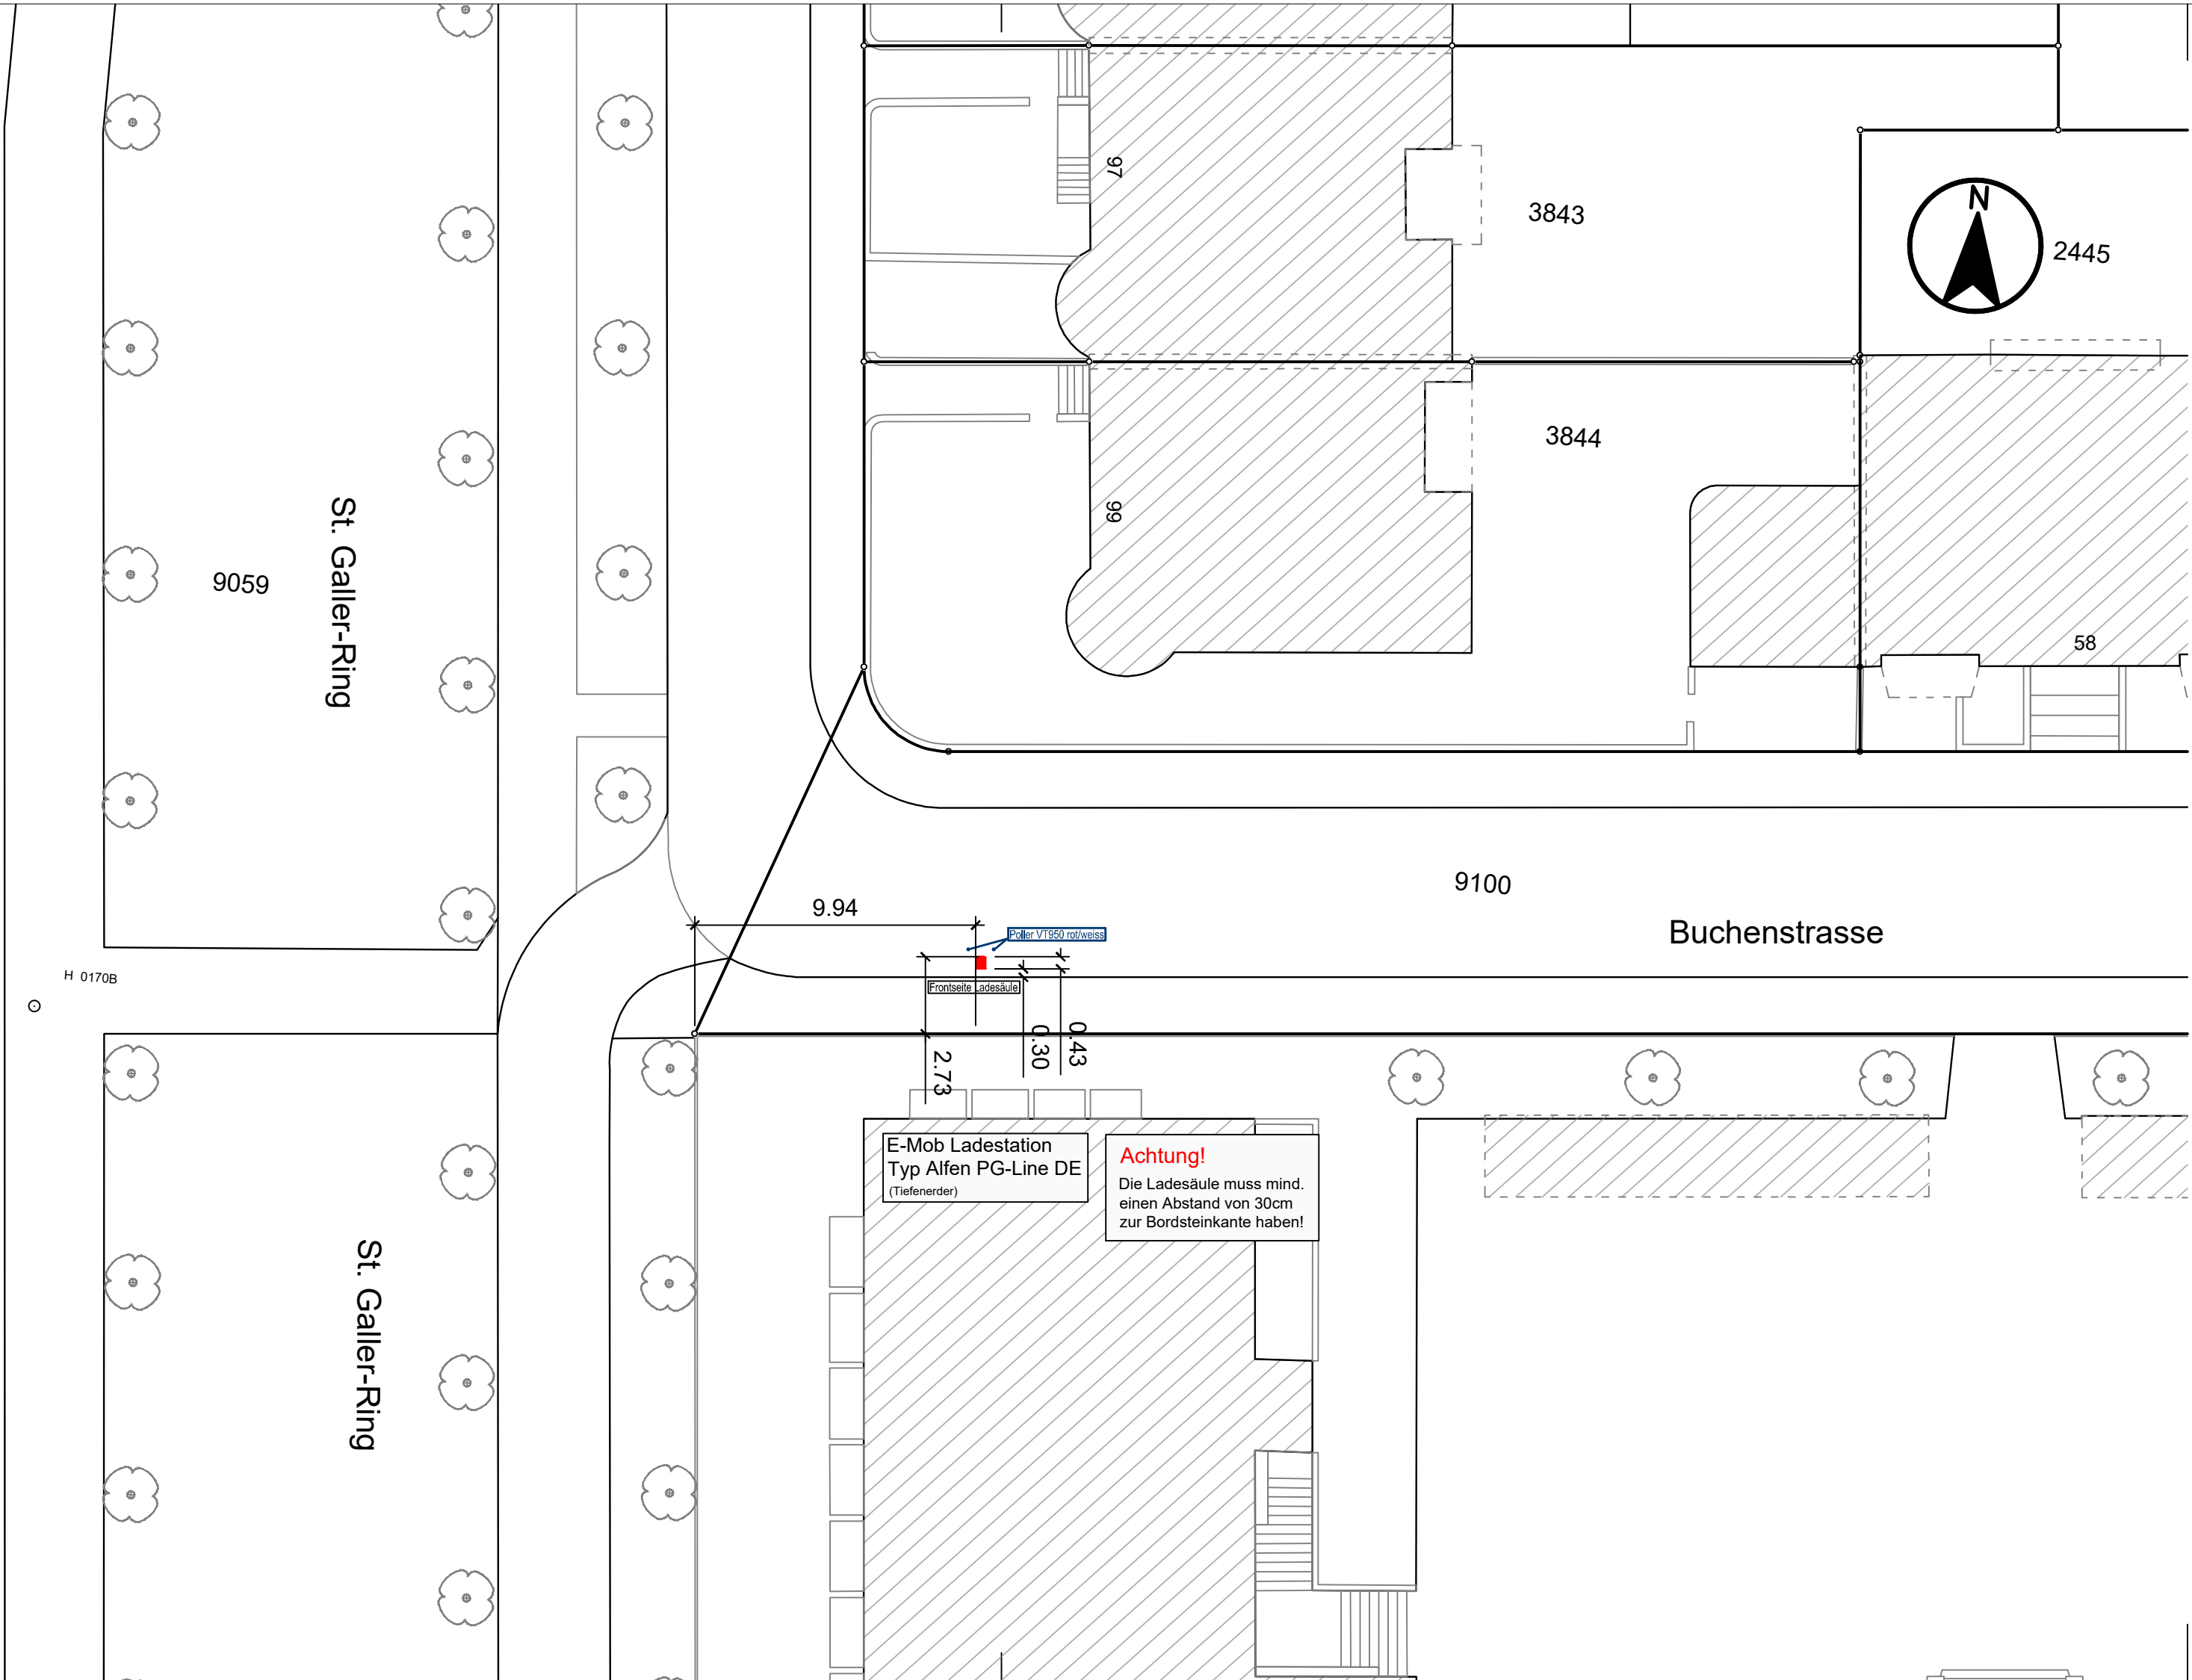 97
3843
N
2445
3844
St. Galler-Ring
99
9059
58
9100
9.94
Buchenstrasse
Poller VT950 rot/weiss
H 0170B
Frontseite Ladesäule
0.30
0.43
2.73
E-Mob Ladestation
Typ Alfen PG-Line DE
(Tiefenerder)
Achtung!
Die Ladesäule muss mind.
einen Abstand von 30cm
zur Bordsteinkante haben!
St. Galler-Ring